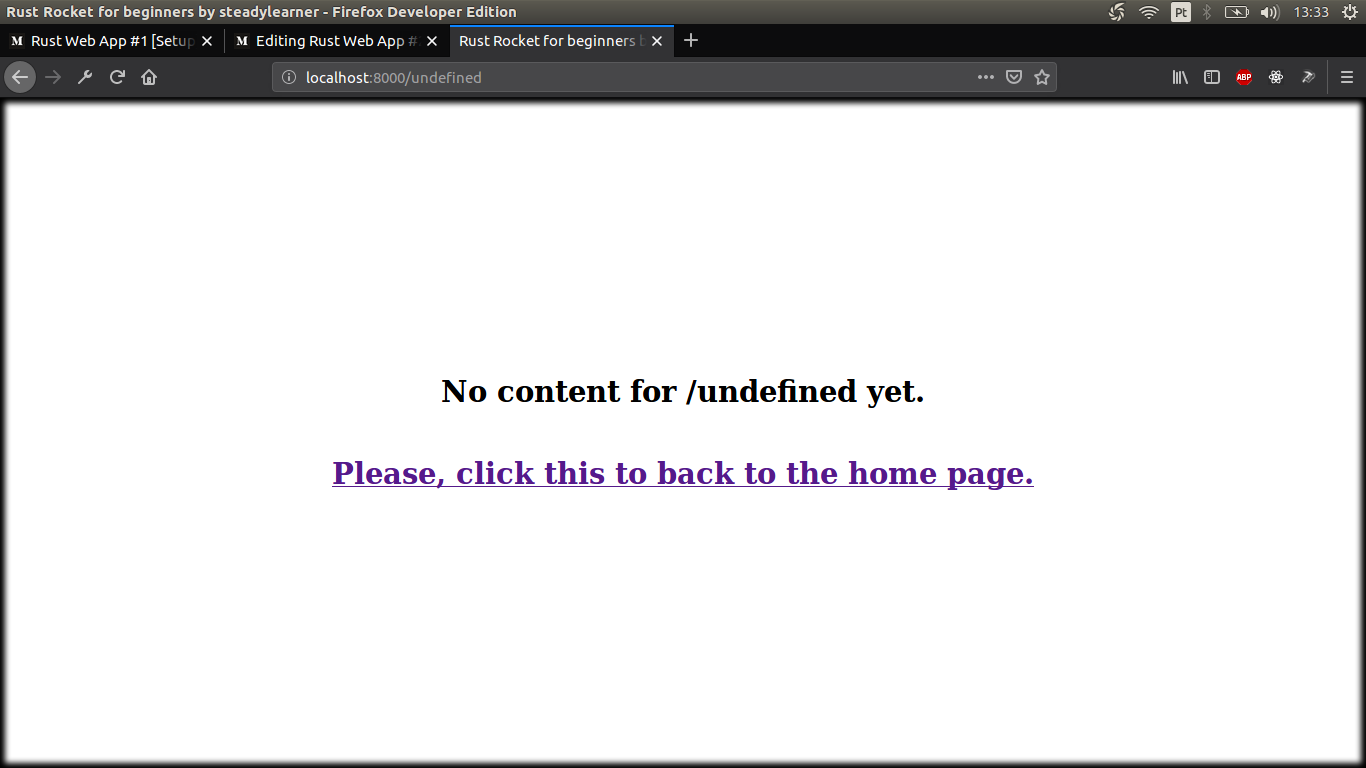 Rust Rocket for beginners by steadylearner - Firefox Developer Edition
Pt
13:33
M Rust Web App #1 [Setup
M Editing Rust Web App #
Rust Rocket for beginners b
localhost:8000/undefined
ABP
No content for /undefined yet.
Please, click this to back to the home page.